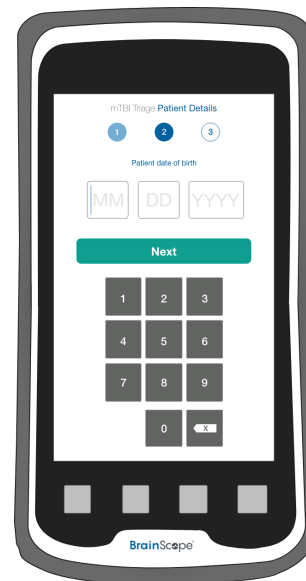 mTBI Triage Patient Details
1 2 3
Patient date of birth
MM DD YYYY
Next
1 2 3
4 5 6
7 8 9
0 X
BrainScope®